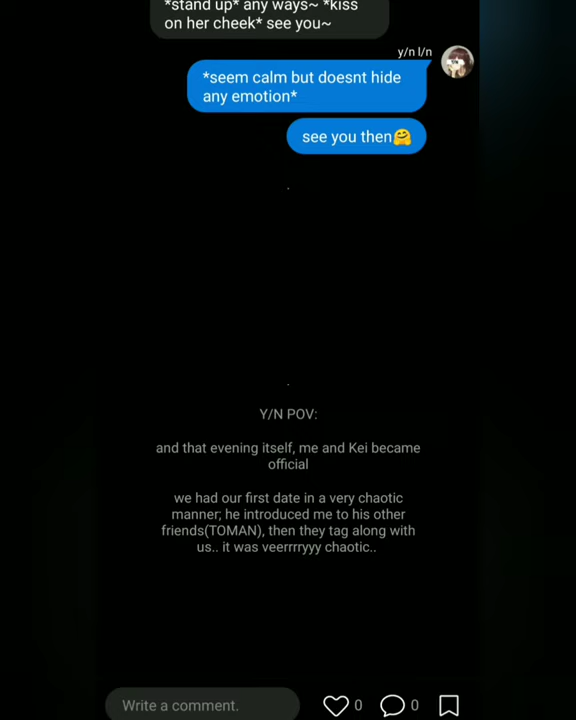 *stand up* any ways~ *kiss
on her cheek* see you~
y/n l/n
*seem calm but doesnt hide
any emotion*
see you then🤗
.
.
Y/N POV:
and that evening itself, me and Kei became
official
we had our first date in a very chaotic
manner; he introduced me to his other
friends(TOMAN), then they tag along with
us.. it was veerrrryyy chaotic..
Write a comment.
0
0